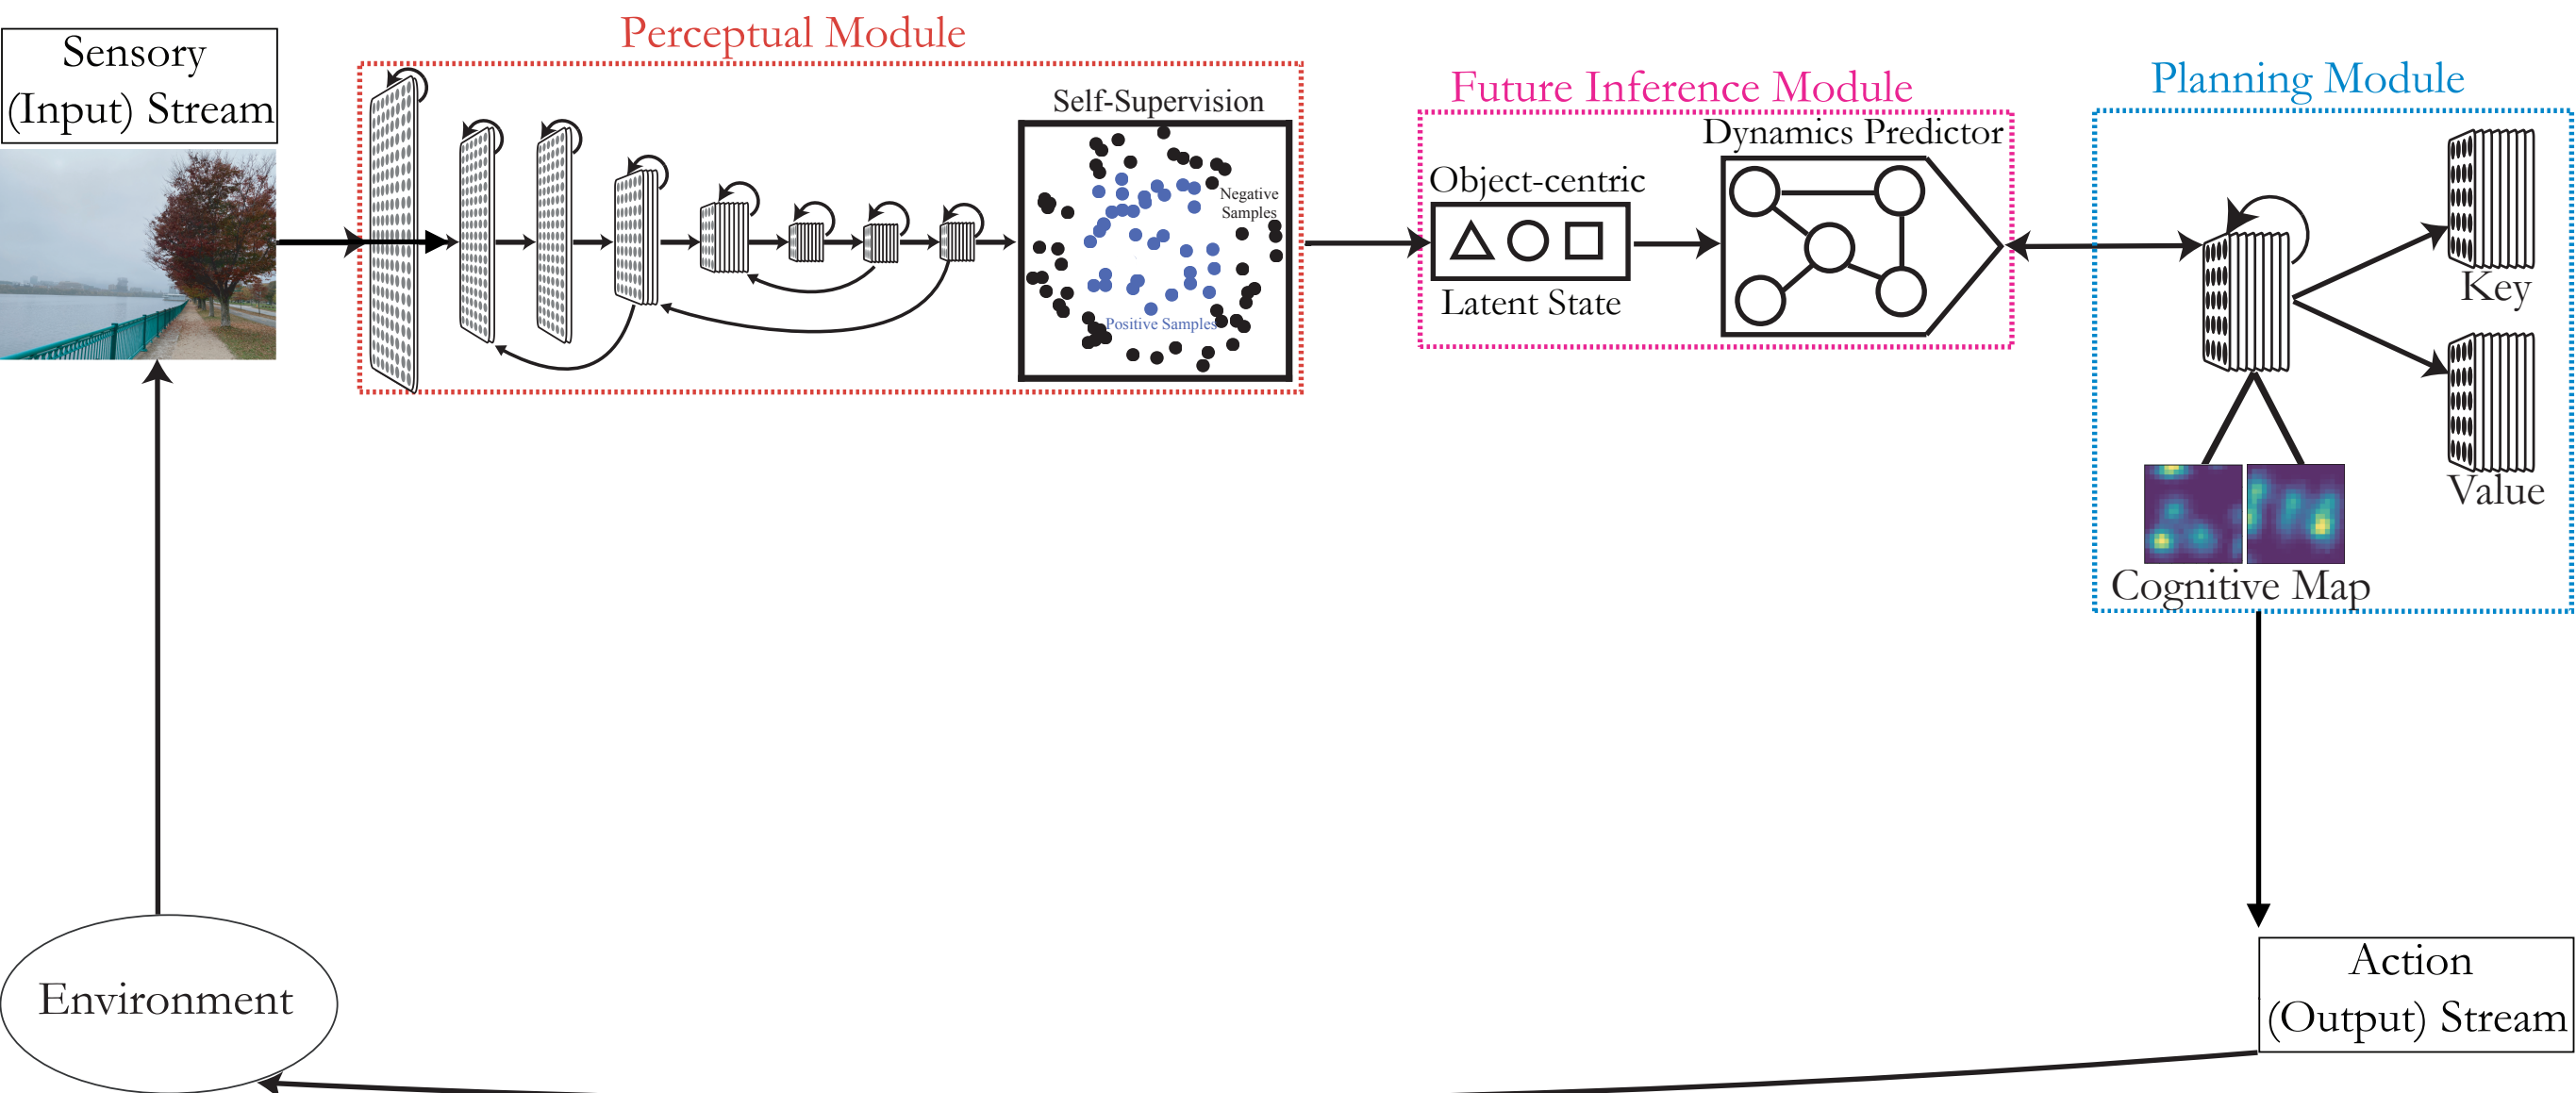 Sensory
(Input) Stream
Perceptual Module
Self-Supervision
Negative
Samples
Positive Samples
Future Inference Module
Dynamics Predictor
Object-centric
Latent State
Planning Module
Key
Value
Cognitive Map
Action
(Output) Stream
Environment